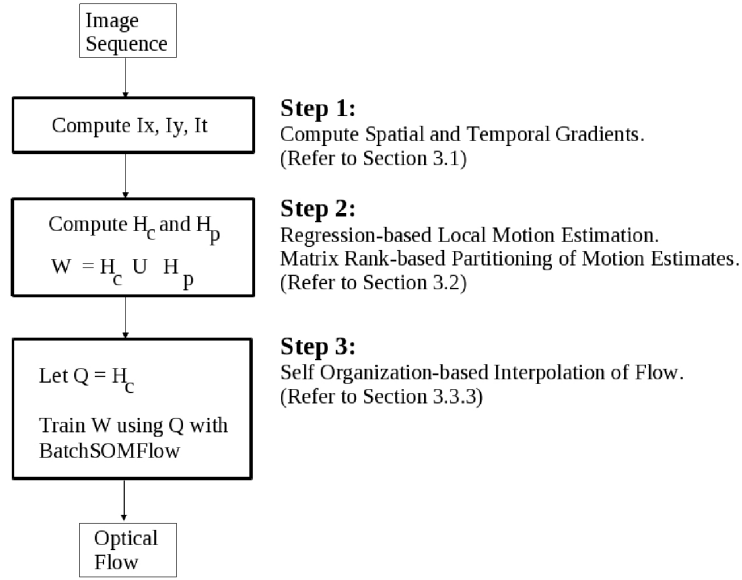 Image
Sequence
Compute Ix, Iy, It
Step 1:
Compute Spatial and Temporal Gradients.
(Refer to Section 3.1)
Compute Hc and Hp
W = Hc U Hp
Step 2:
Regression-based Local Motion Estimation.
Matrix Rank-based Partitioning of Motion Estimates.
(Refer to Section 3.2)
Let Q = Hc
Train W using Q with
BatchSOMFlow
Step 3:
Self Organization-based Interpolation of Flow.
(Refer to Section 3.3.3)
Optical
Flow